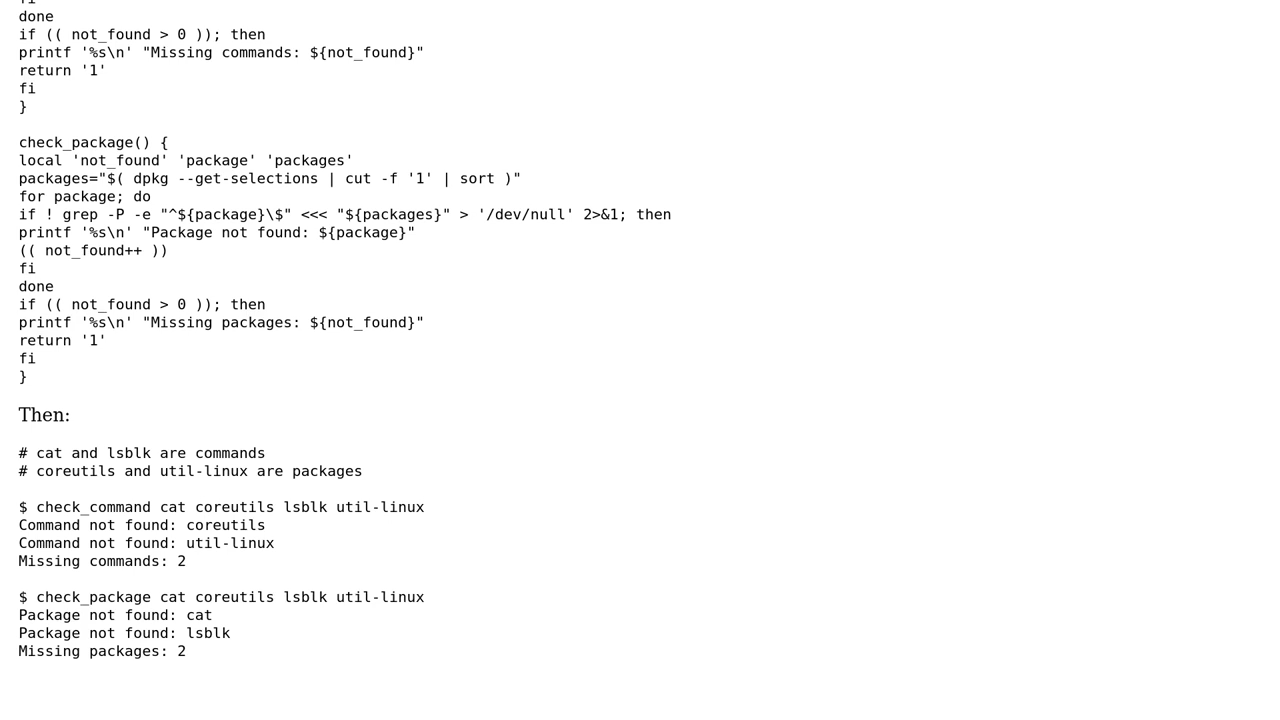 fi
done
if (( not_found > 0 )); then
printf '%s\n' "Missing commands: ${not_found}"
return '1'
fi
}

check_package() {
local 'not_found' 'package' 'packages'
packages="$( dpkg --get-selections | cut -f '1' | sort )"
for package; do
if ! grep -P -e "^${package}\$" <<< "${packages}" > '/dev/null' 2>&1; then
printf '%s\n' "Package not found: ${package}"
(( not_found++ ))
fi
done
if (( not_found > 0 )); then
printf '%s\n' "Missing packages: ${not_found}"
return '1'
fi
}

Then:

# cat and lsblk are commands
# coreutils and util-linux are packages

$ check_command cat coreutils lsblk util-linux
Command not found: coreutils
Command not found: util-linux
Missing commands: 2

$ check_package cat coreutils lsblk util-linux
Package not found: cat
Package not found: lsblk
Missing packages: 2